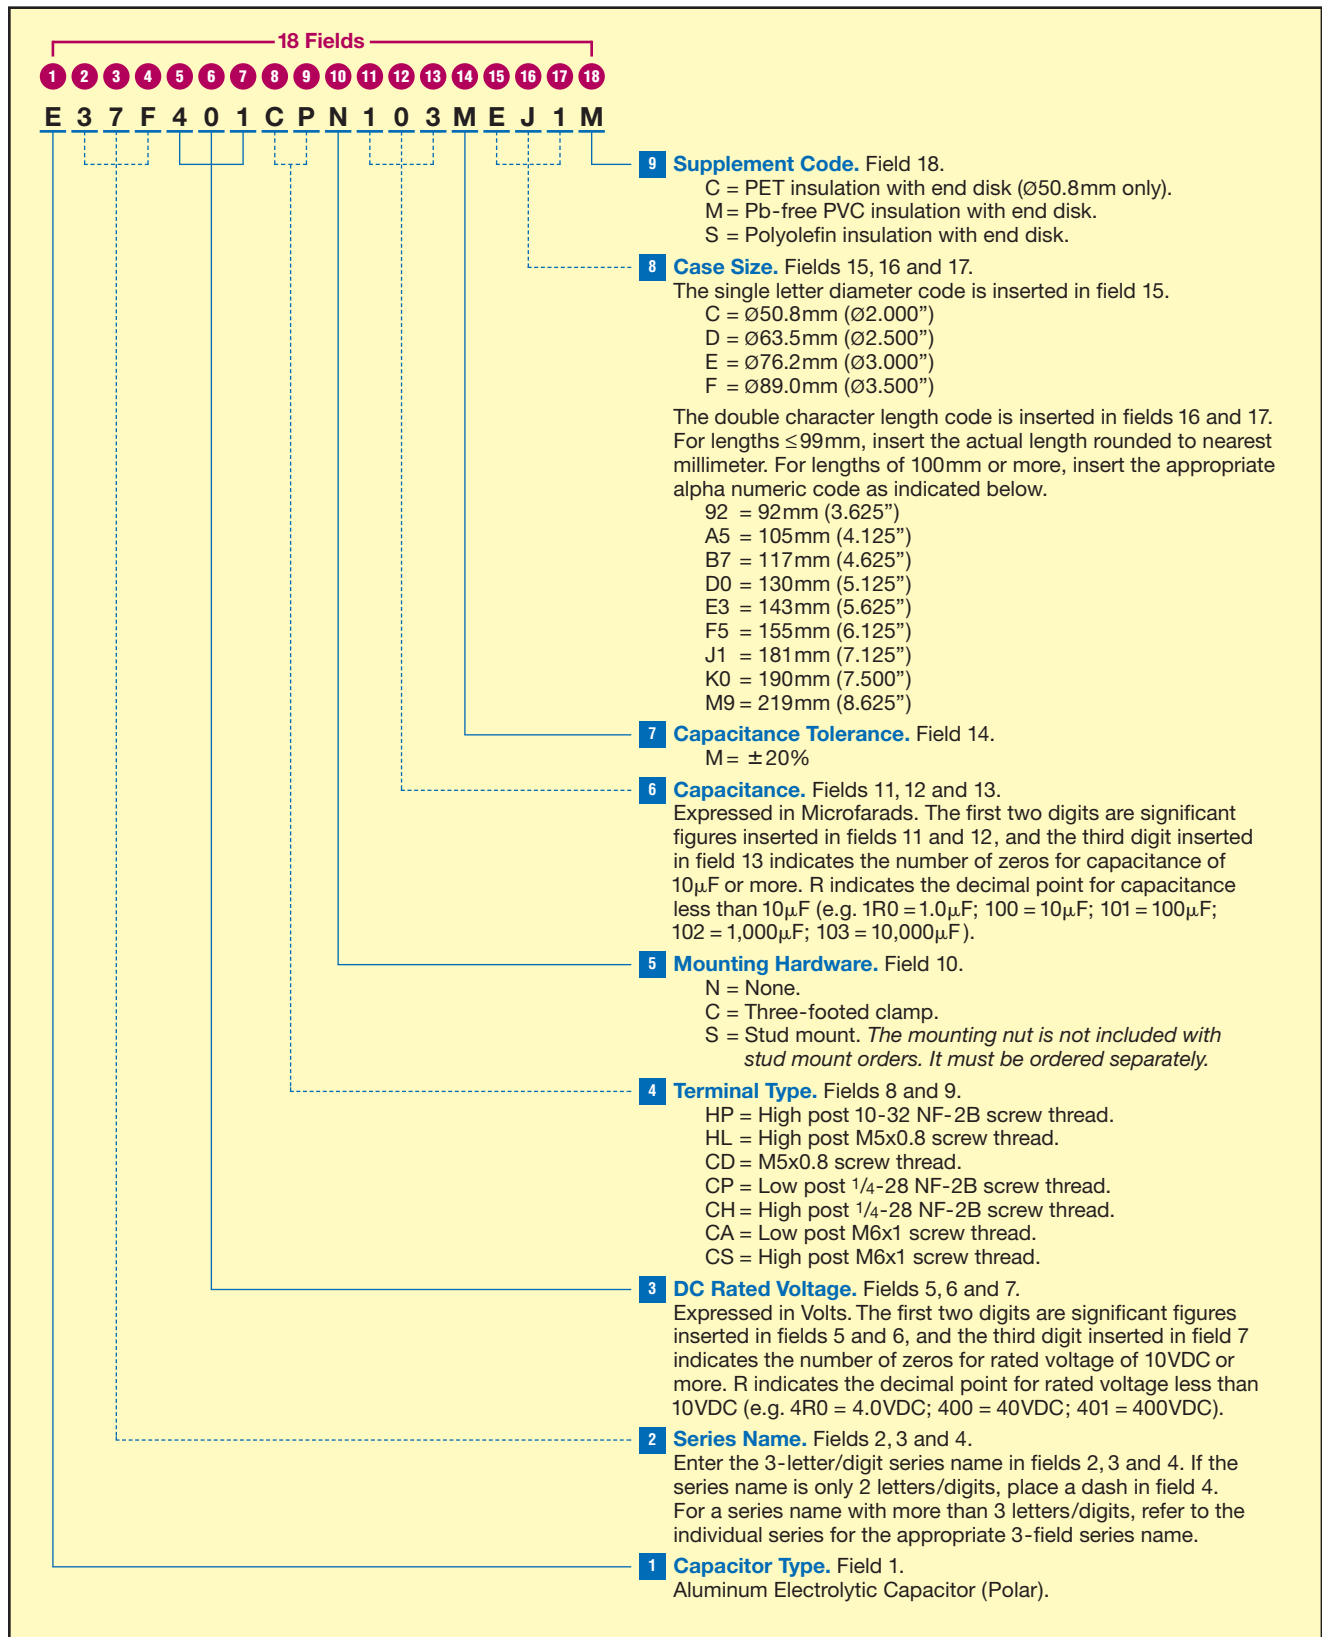 18 Fields
1 2 3 4 5 6 7 8 9 10 11 12 13 14 15 16 17 18
E 3 7 F 4 0 1 C P N 1 0 3 M E J 1 M
9 Supplement Code. Field 18.
C = PET insulation with end disk (Ø50.8mm only).
M = Pb-free PVC insulation with end disk.
S = Polyolefin insulation with end disk.
8 Case Size. Fields 15, 16 and 17.
The single letter diameter code is inserted in field 15.
C = Ø50.8mm (Ø2.000”)
D = Ø63.5mm (Ø2.500”)
E = Ø76.2mm (Ø3.000”)
F = Ø89.0mm (Ø3.500”)
The double character length code is inserted in fields 16 and 17.
For lengths ≤99mm, insert the actual length rounded to nearest
millimeter. For lengths of 100mm or more, insert the appropriate
alpha numeric code as indicated below.
92 = 92mm (3.625”)
A5 = 105mm (4.125”)
B7 = 117mm (4.625”)
D0 = 130mm (5.125”)
E3 = 143mm (5.625”)
F5 = 155mm (6.125”)
J1 = 181mm (7.125”)
K0 = 190mm (7.500”)
M9 = 219mm (8.625”)
7 Capacitance Tolerance. Field 14.
M = ±20%
6 Capacitance. Fields 11, 12 and 13.
Expressed in Microfarads. The first two digits are significant
figures inserted in fields 11 and 12, and the third digit inserted
in field 13 indicates the number of zeros for capacitance of
10µF or more. R indicates the decimal point for capacitance
less than 10µF (e.g. 1R0 = 1.0µF; 100 = 10µF; 101 = 100µF;
102 = 1,000µF; 103 = 10,000µF).
5 Mounting Hardware. Field 10.
N = None.
C = Three-footed clamp.
S = Stud mount. The mounting nut is not included with
stud mount orders. It must be ordered separately.
4 Terminal Type. Fields 8 and 9.
HP = High post 10-32 NF-2B screw thread.
HL = High post M5x0.8 screw thread.
CD = M5x0.8 screw thread.
CP = Low post 1/4-28 NF-2B screw thread.
CH = High post 1/4-28 NF-2B screw thread.
CA = Low post M6x1 screw thread.
CS = High post M6x1 screw thread.
3 DC Rated Voltage. Fields 5, 6 and 7.
Expressed in Volts. The first two digits are significant figures
inserted in fields 5 and 6, and the third digit inserted in field 7
indicates the number of zeros for rated voltage of 10VDC or
more. R indicates the decimal point for rated voltage less than
10VDC (e.g. 4R0 = 4.0VDC; 400 = 40VDC; 401 = 400VDC).
2 Series Name. Fields 2, 3 and 4.
Enter the 3-letter/digit series name in fields 2, 3 and 4. If the
series name is only 2 letters/digits, place a dash in field 4.
For a series name with more than 3 letters/digits, refer to the
individual series for the appropriate 3-field series name.
1 Capacitor Type. Field 1.
Aluminum Electrolytic Capacitor (Polar).